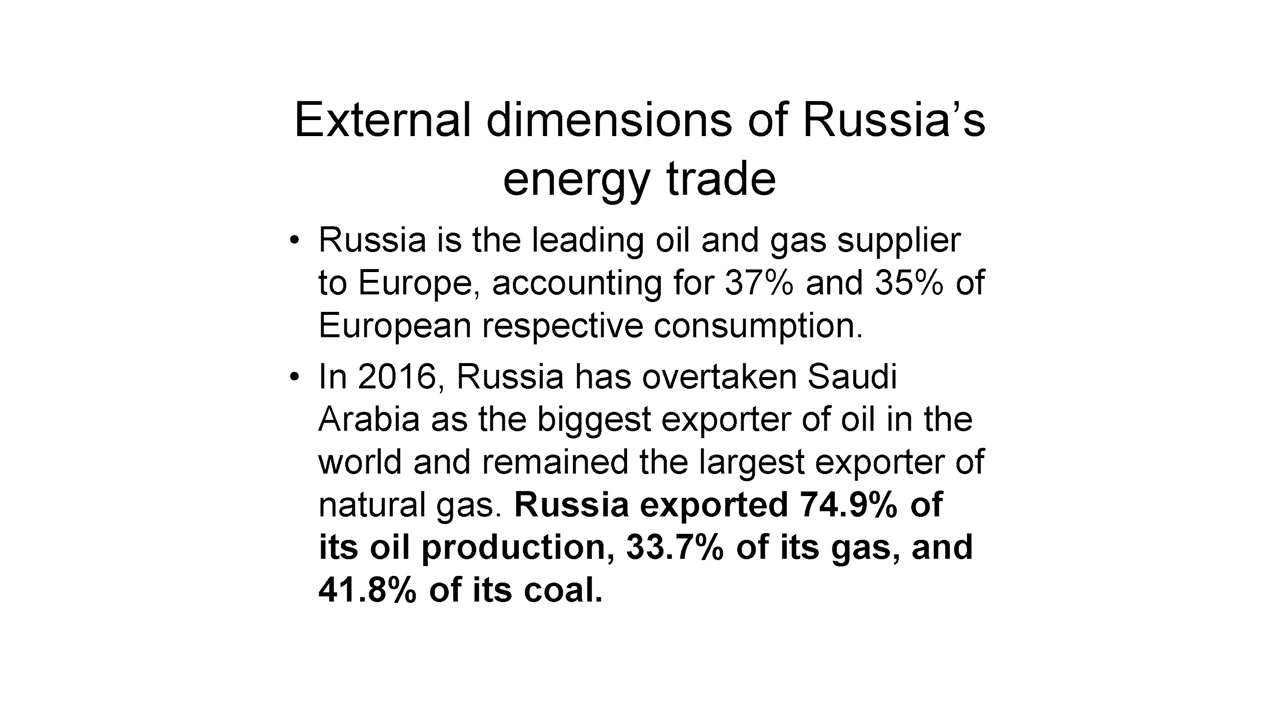 External dimensions of Russia’s
energy trade
• Russia is the leading oil and gas supplier
to Europe, accounting for 37% and 35% of
European respective consumption.
• In 2016, Russia has overtaken Saudi
Arabia as the biggest exporter of oil in the
world and remained the largest exporter of
natural gas. Russia exported 74.9% of
its oil production, 33.7% of its gas, and
41.8% of its coal.